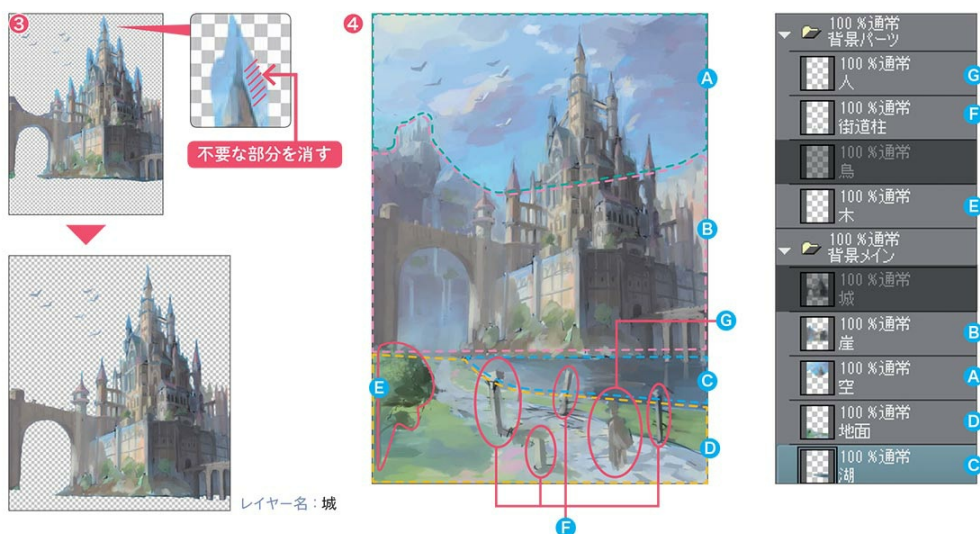 3
不要な部分を消す
レイヤー名：城
4
A
B
G
C
E
D
F
100 %通常
背景パーツ
100 %通常
人
G
100 %通常
街道柱
F
100 %通常
鳥
100 %通常
木
E
100 %通常
背景メイン
100 %通常
城
100 %通常
崖
B
100 %通常
空
A
100 %通常
地面
D
100 %通常
湖
C